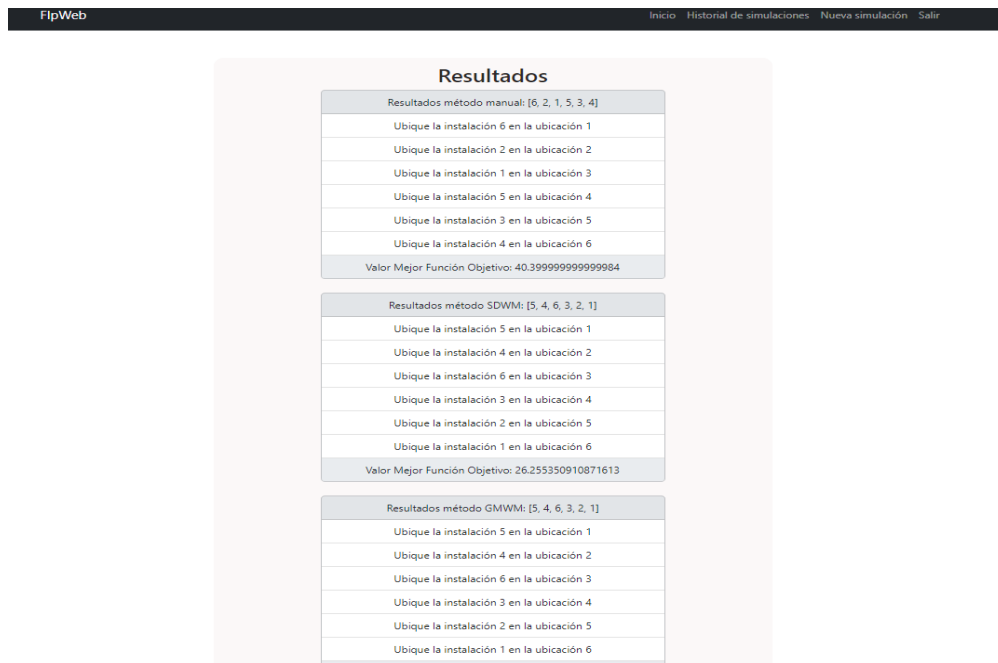 FlpWeb
Inicio Historial de simulaciones Nueva simulación Salir
Resultados
Resultados método manual: [6, 2, 1, 5, 3, 4]
Ubique la instalación 6 en la ubicación 1
Ubique la instalación 2 en la ubicación 2
Ubique la instalación 1 en la ubicación 3
Ubique la instalación 5 en la ubicación 4
Ubique la instalación 3 en la ubicación 5
Ubique la instalación 4 en la ubicación 6
Valor Mejor Función Objetivo: 40.399999999999984
Resultados método SDWM: [5, 4, 6, 3, 2, 1]
Ubique la instalación 5 en la ubicación 1
Ubique la instalación 4 en la ubicación 2
Ubique la instalación 6 en la ubicación 3
Ubique la instalación 3 en la ubicación 4
Ubique la instalación 2 en la ubicación 5
Ubique la instalación 1 en la ubicación 6
Valor Mejor Función Objetivo: 26.255350910871613
Resultados método GMWM: [5, 4, 6, 3, 2, 1]
Ubique la instalación 5 en la ubicación 1
Ubique la instalación 4 en la ubicación 2
Ubique la instalación 6 en la ubicación 3
Ubique la instalación 3 en la ubicación 4
Ubique la instalación 2 en la ubicación 5
Ubique la instalación 1 en la ubicación 6